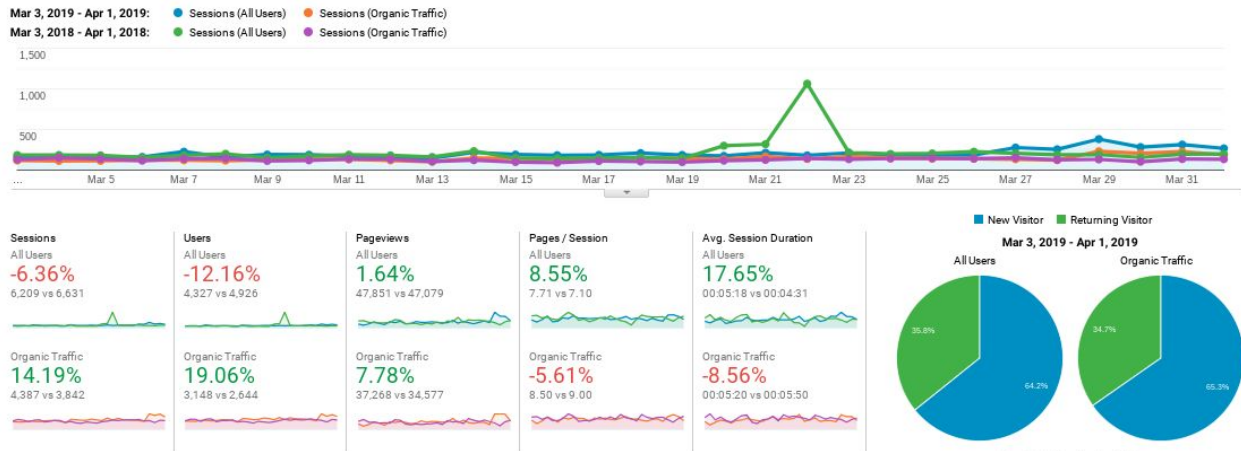 Mar 3, 2019 - Apr 1, 2019: Sessions (All Users) Sessions (Organic Traffic)
Mar 3, 2018 - Apr 1, 2018: Sessions (All Users) Sessions (Organic Traffic)
1,500
1,000
500
... Mar 5 Mar 7 Mar 9 Mar 11 Mar 13 Mar 15 Mar 17 Mar 19 Mar 21 Mar 23 Mar 25 Mar 27 Mar 29 Mar 31
Sessions
All Users
-6.36%
6,209 vs 6,631
Organic Traffic
14.19%
4,387 vs 3,842
Users
All Users
-12.16%
4,327 vs 4,926
Organic Traffic
19.06%
3,148 vs 2,644
Pageviews
All Users
1.64%
47,851 vs 47,079
Organic Traffic
7.78%
37,268 vs 34,577
Pages / Session
All Users
8.55%
7.71 vs 7.10
Organic Traffic
-5.61%
8.50 vs 9.00
Avg. Session Duration
All Users
17.65%
00:05:18 vs 00:04:31
Organic Traffic
-8.56%
00:05:20 vs 00:05:50
New Visitor Returning Visitor
Mar 3, 2019 - Apr 1, 2019
All Users
35.8%
64.2%
Organic Traffic
34.7%
65.3%